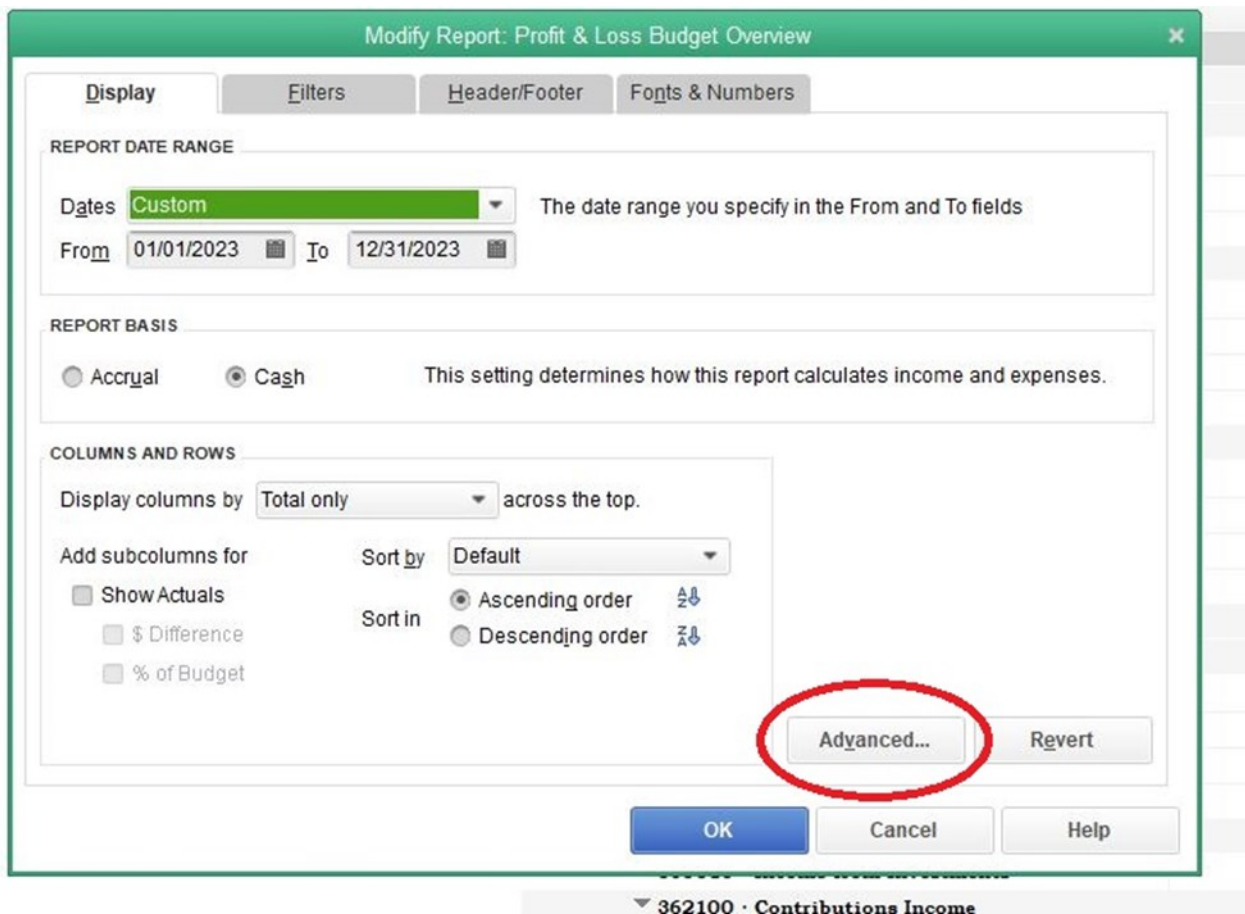 Modify Report: Profit & Loss Budget Overview
Display Filters Header/Footer Fonts & Numbers
REPORT DATE RANGE
Dates Custom The date range you specify in the From and To fields
From 01/01/2023 To 12/31/2023
REPORT BASIS
Accrual Cash This setting determines how this report calculates income and expenses.
COLUMNS AND ROWS
Display columns by Total only across the top.
Add subcolumns for Sort by Default
Show Actuals Sort in Ascending order
$ Difference Descending order
% of Budget
Advanced... Revert
OK Cancel Help
362100 · Contributions Income